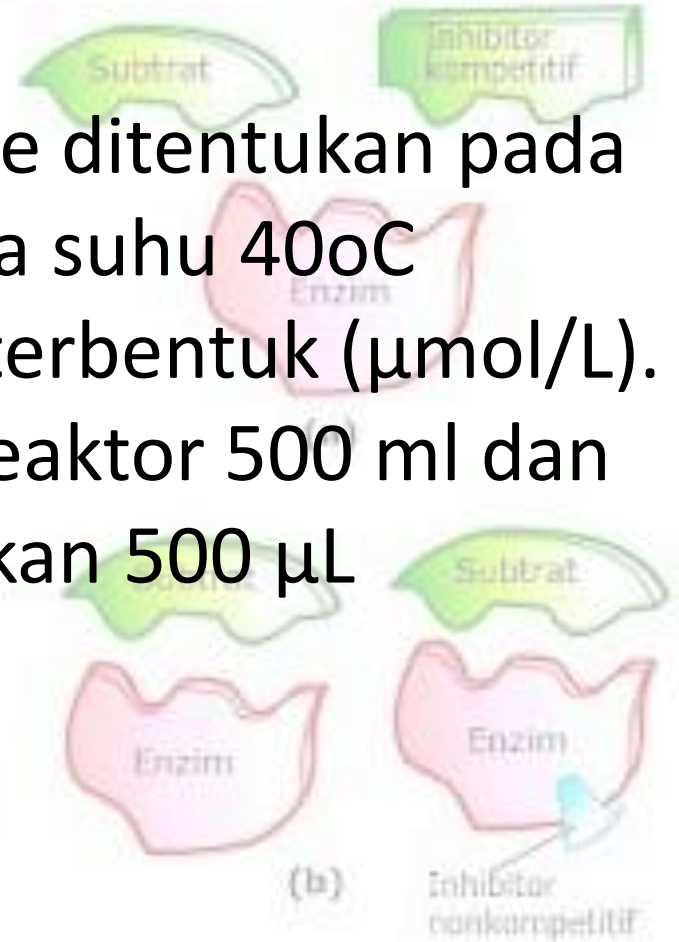 Subtrat
Inhibitor
kompetitif
e ditentukan pada
a suhu 40oC
Enzim
terbentuk (µmol/L).
(a)
eaktor 500 ml dan
kan 500 µL
Subtrat
Subtrat
Enzim
Enzim
(b)
Inhibitor
nonkompetitif